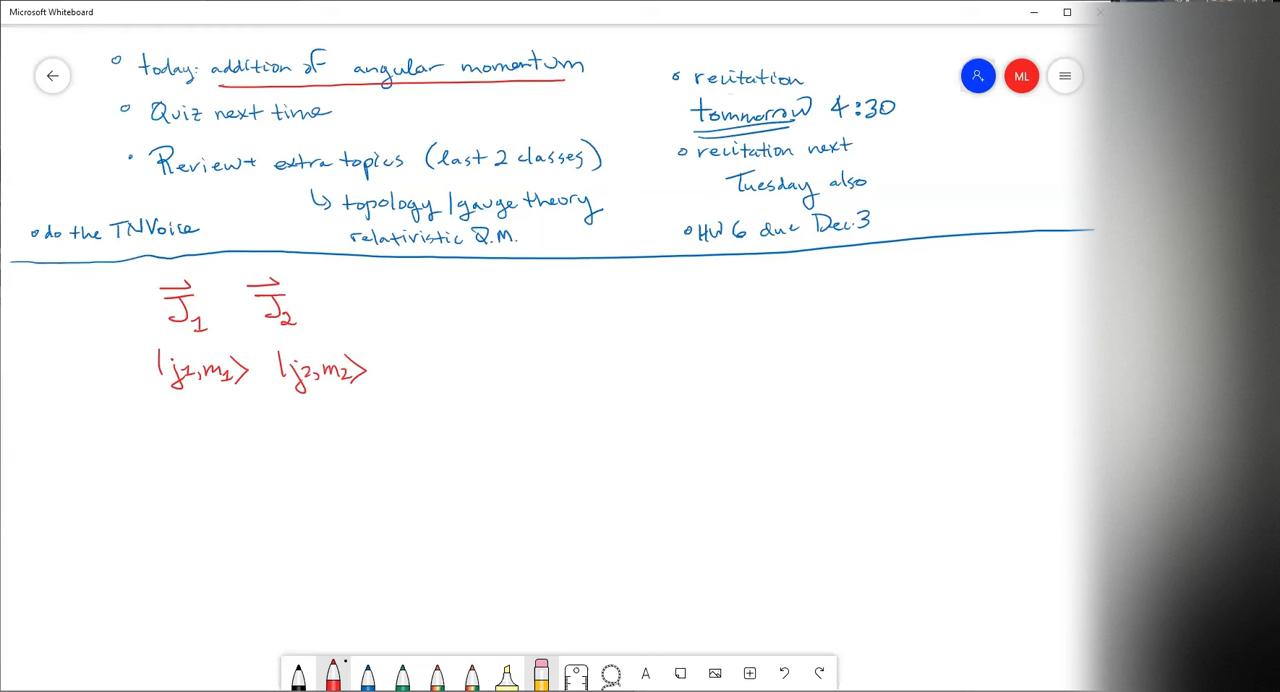 Microsoft Whiteboard
today: addition of angular momentum
Quiz next time
Review + extra topics (last 2 classes)
↳ topology / gauge theory
relativistic Q.M.
do the TNVoice
recitation
tommorrow 4:30
recitation next
Tuesday also
HW 6 due Dec. 3
ML
J⃗₁ J⃗₂
|j₁,m₁⟩ |j₂,m₂⟩
A